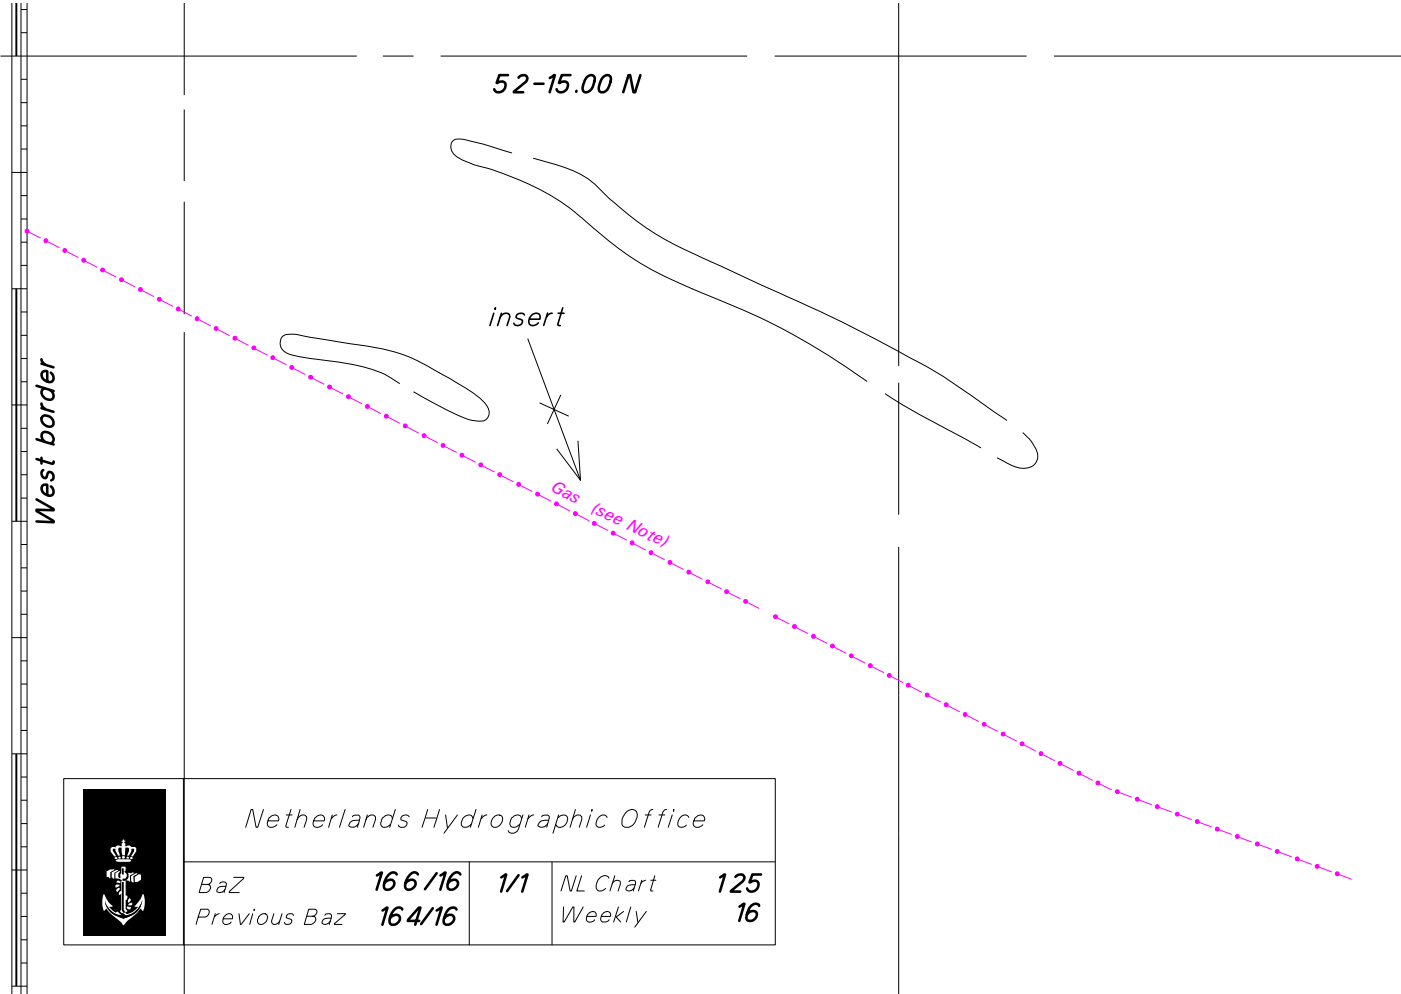 52-15.00 N
insert
West border
Gas (see Note)
Netherlands Hydrographic Office
BaZ 166/16 1/1 NL Chart 125
Previous Baz 164/16 Weekly 16